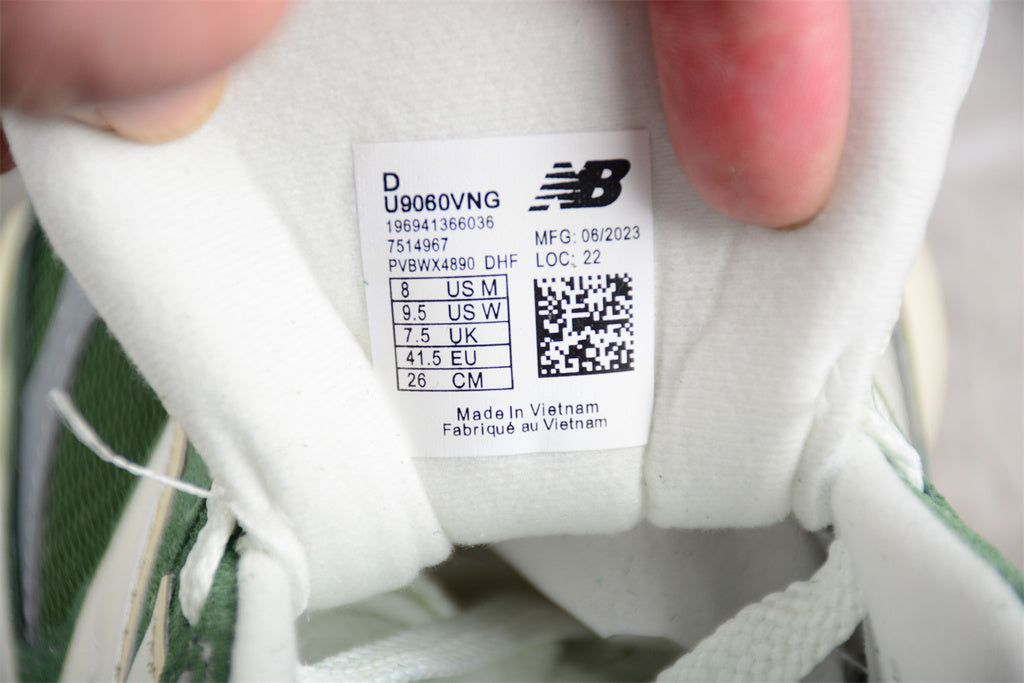 D
U9060VNG
NB
196941366036
7514967
PVBWX4890 DHF
MFG: 06/2023
LOC: 22
8 US M
9.5 US W
7.5 UK
41.5 EU
26 CM
Made In Vietnam
Fabriqué au Vietnam